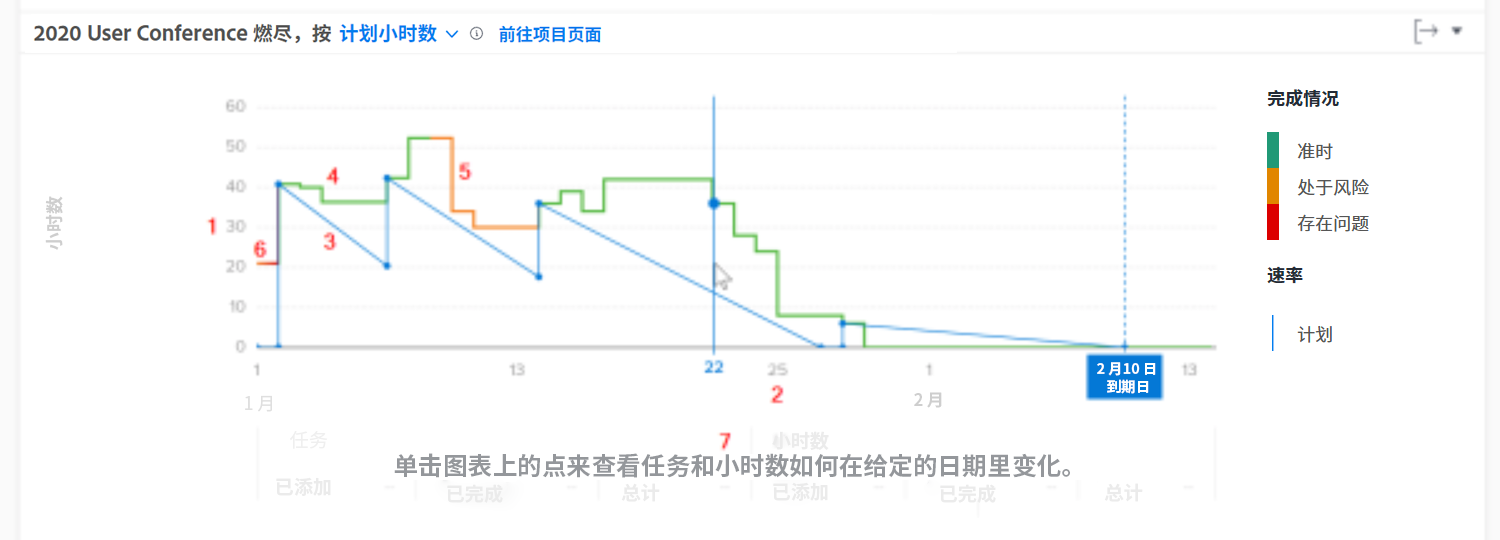 2020 User Conference 燃尽，按 计划小时数 前往项目页面
完成情况
准时
处于风险
存在问题
速率
计划
小时数
60
50
40
30
20
10
0
1
4
5
3
6
1 13 22 25 1 13
1 月
2
2 月
2 月10 日
到期日
7
任务 小时数
单击图表上的点来查看任务和小时数如何在给定的日期里变化。
已添加 -- 已完成 -- 总计 -- 已添加 -- 已完成 -- 总计 --